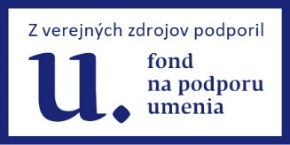 Z verejných zdrojov podporil
u.
fond
na podporu
umenia